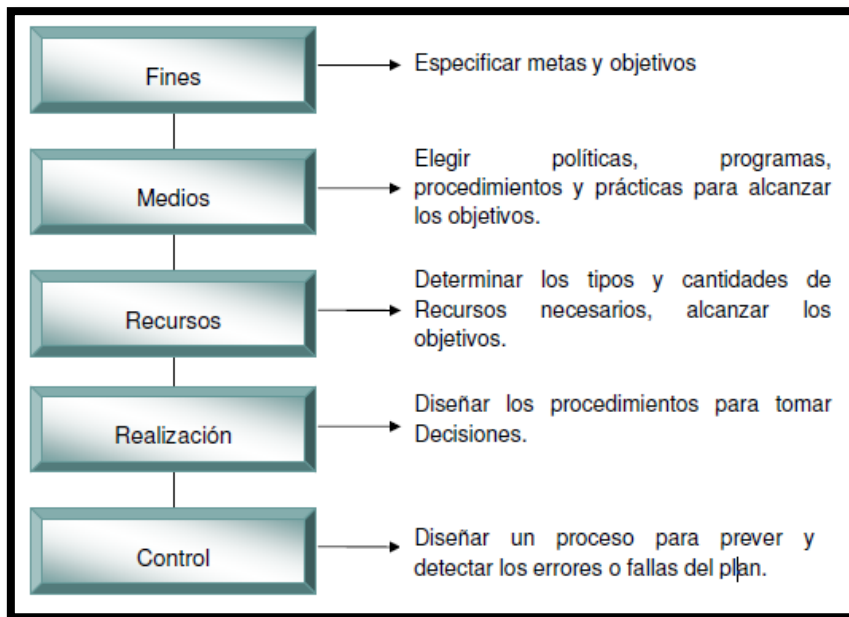 Fines
Especificar metas y objetivos
Medios
Elegir políticas, programas,
procedimientos y prácticas para alcanzar
los objetivos.
Recursos
Determinar los tipos y cantidades de
Recursos necesarios, alcanzar los
objetivos.
Realización
Diseñar los procedimientos para tomar
Decisiones.
Control
Diseñar un proceso para prever y
detectar los errores o fallas del plan.